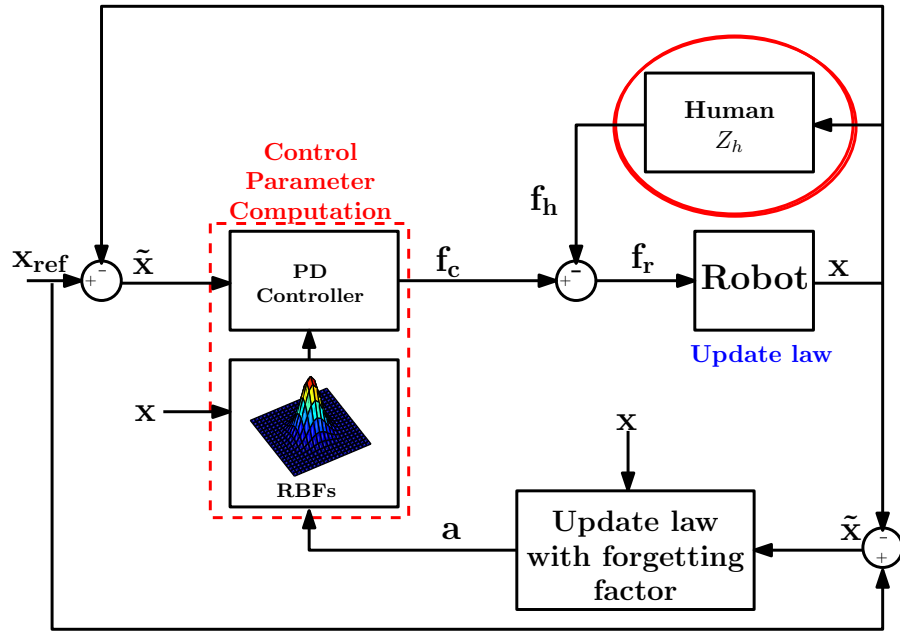 Human
Z_h
Control
Parameter
Computation
f_h
x_ref
+
-
x̃
PD
Controller
f_c
+
-
f_r
Robot
x
Update law
x
RBFs
x
a
Update law
with forgetting
factor
x̃
-
+